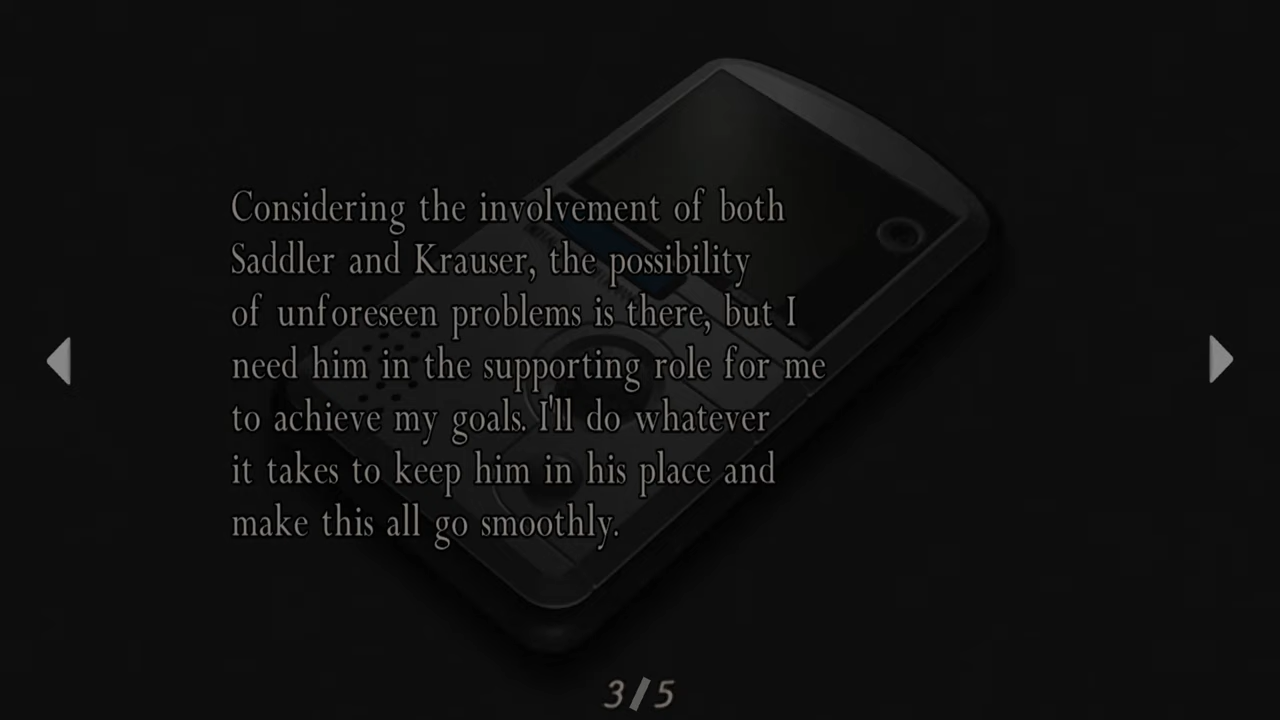 Considering the involvement of both
Saddler and Krauser, the possibility
of unforeseen problems is there, but I
need him in the supporting role for me
to achieve my goals. I'll do whatever
it takes to keep him in his place and
make this all go smoothly.
3/5